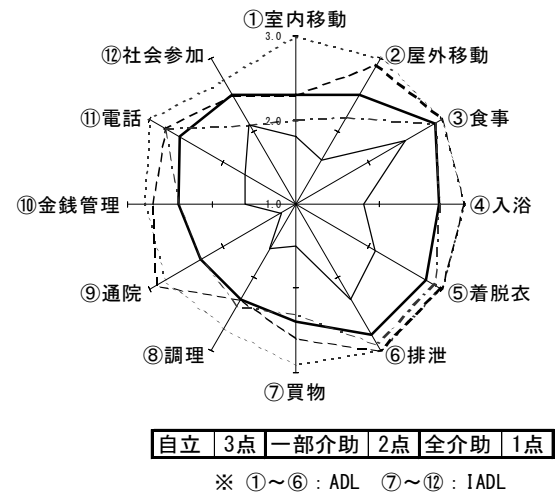 ①室内移動
3.0
⑫社会参加
②屋外移動
⑪電話
2.0
③食事
⑩金銭管理
1.0
④入浴
⑨通院
⑤着脱衣
⑧調理
⑥排泄
⑦買物
自立 3点 一部介助 2点 全介助 1点
※ ①～⑥：ADL ⑦～⑫：IADL